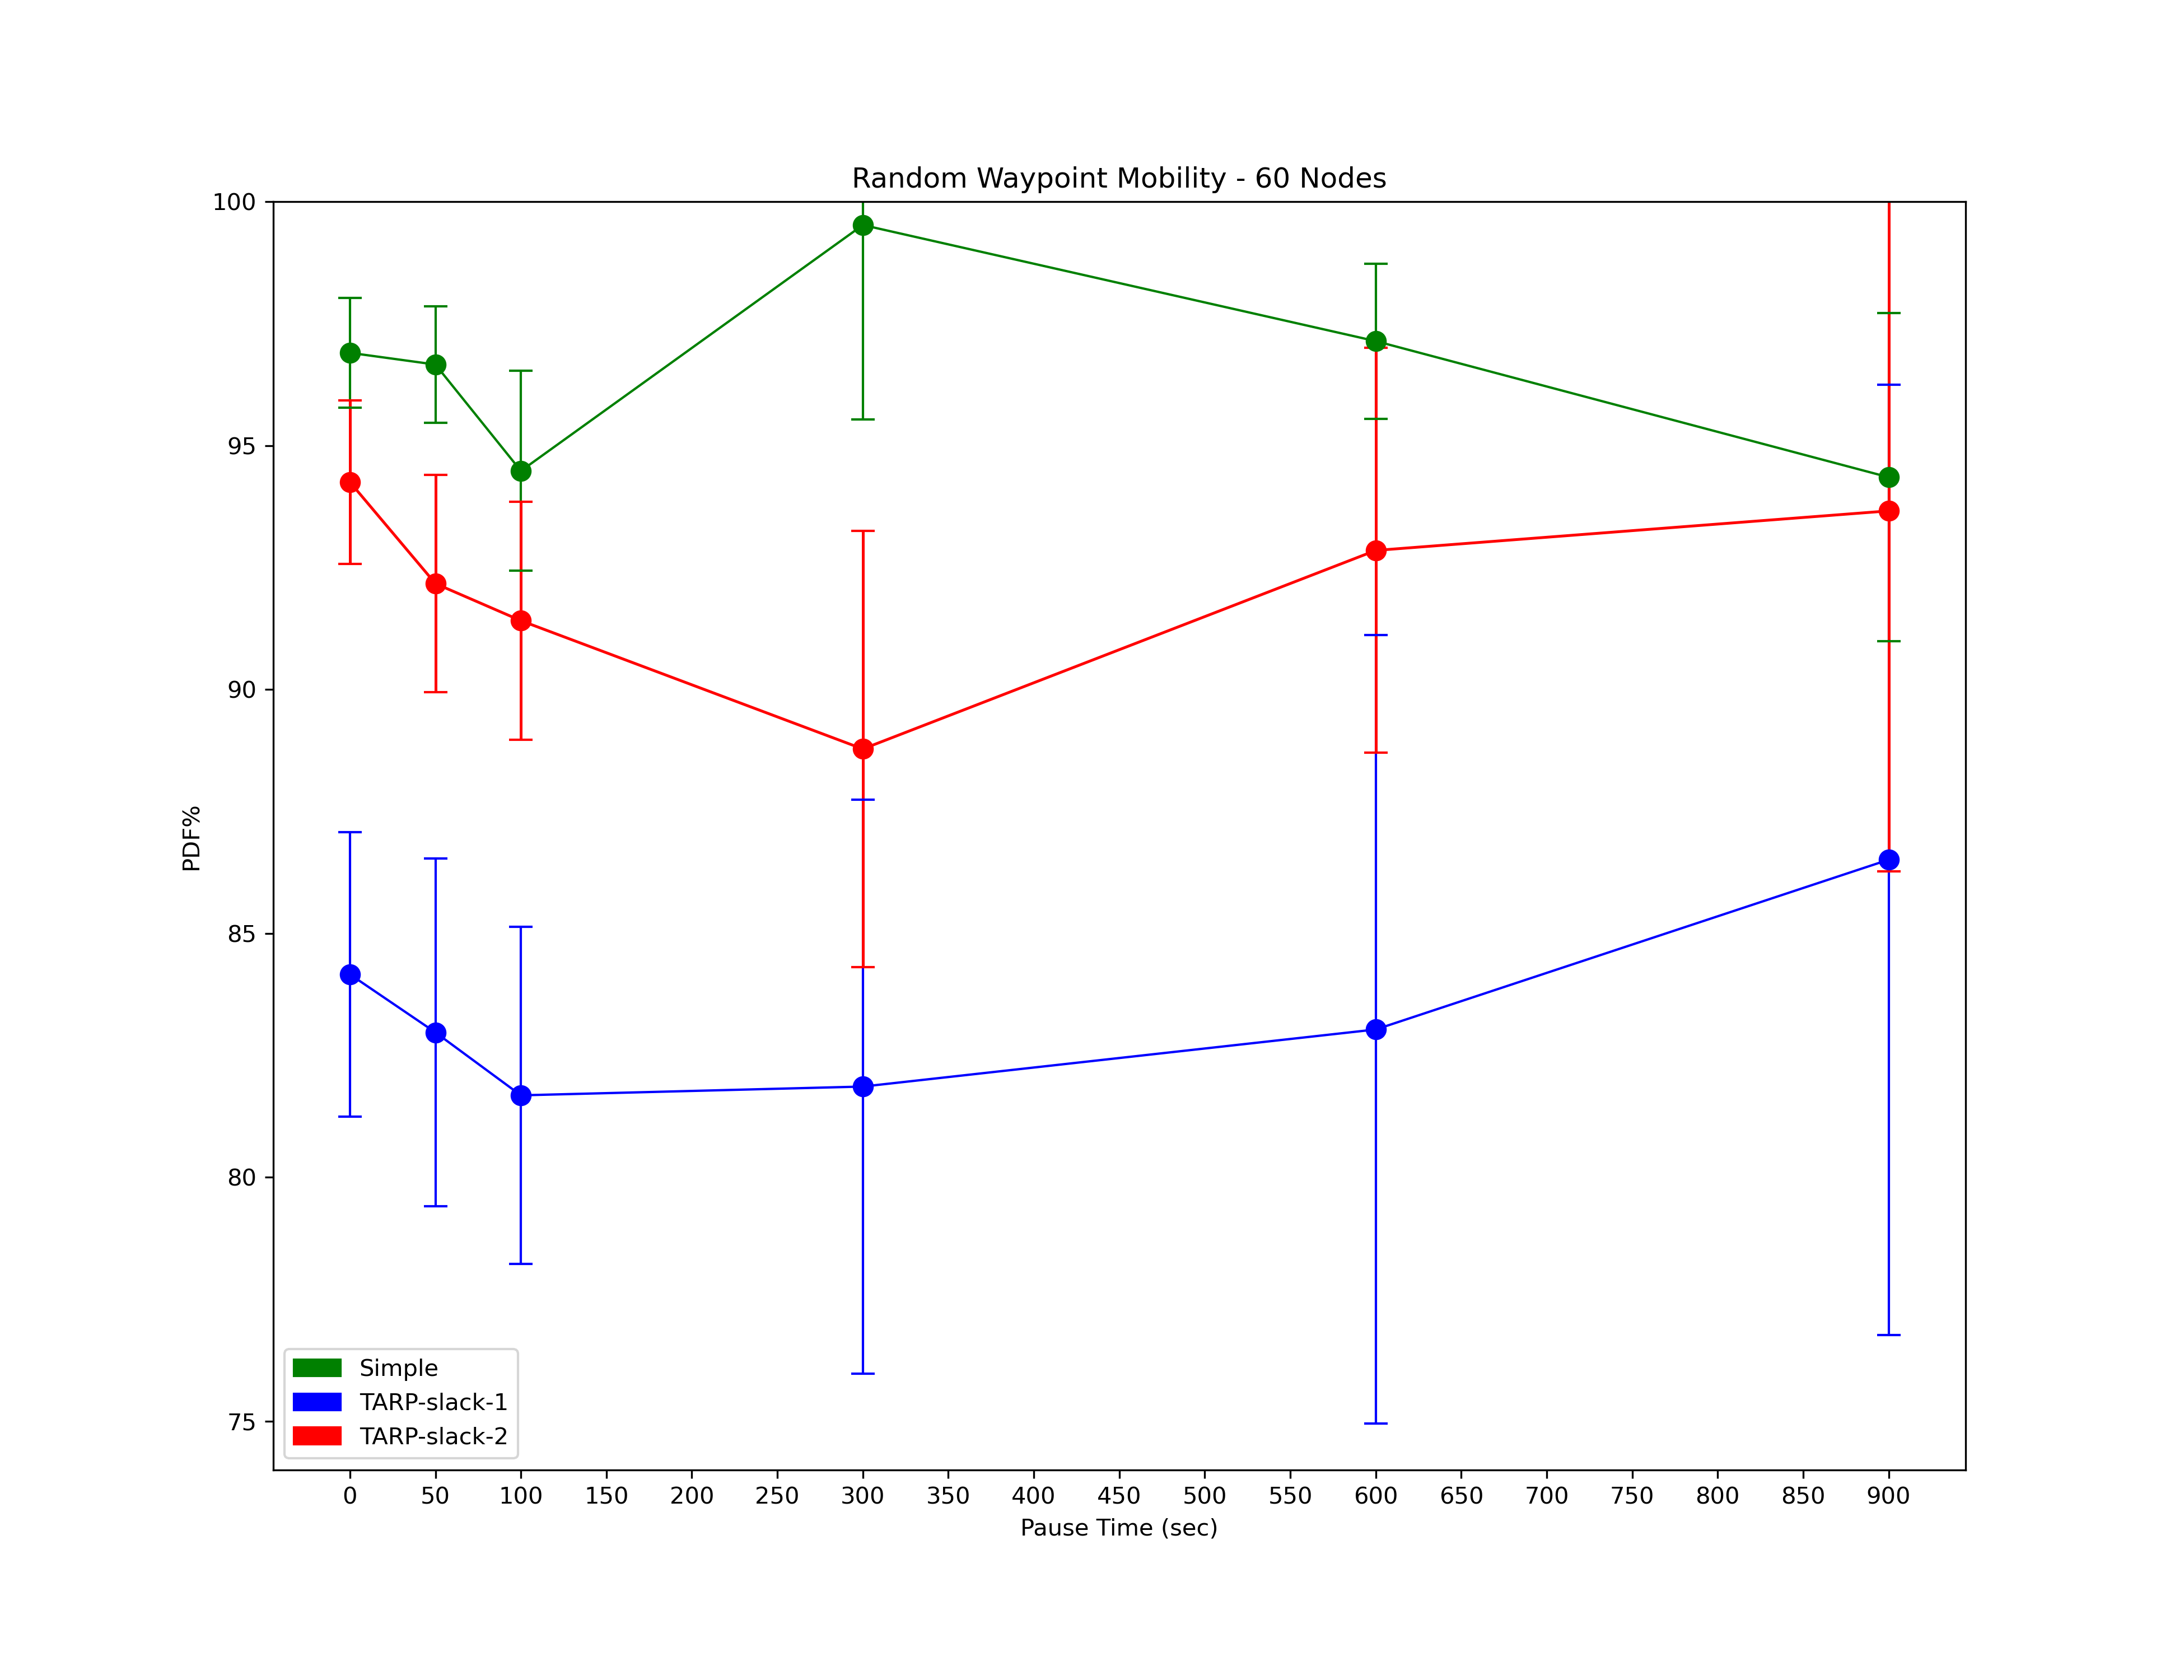 Random Waypoint Mobility - 60 Nodes
100
95
90
85
80
75
PDF%
0 50 100 150 200 250 300 350 400 450 500 550 600 650 700 750 800 850 900
Pause Time (sec)
Simple
TARP-slack-1
TARP-slack-2